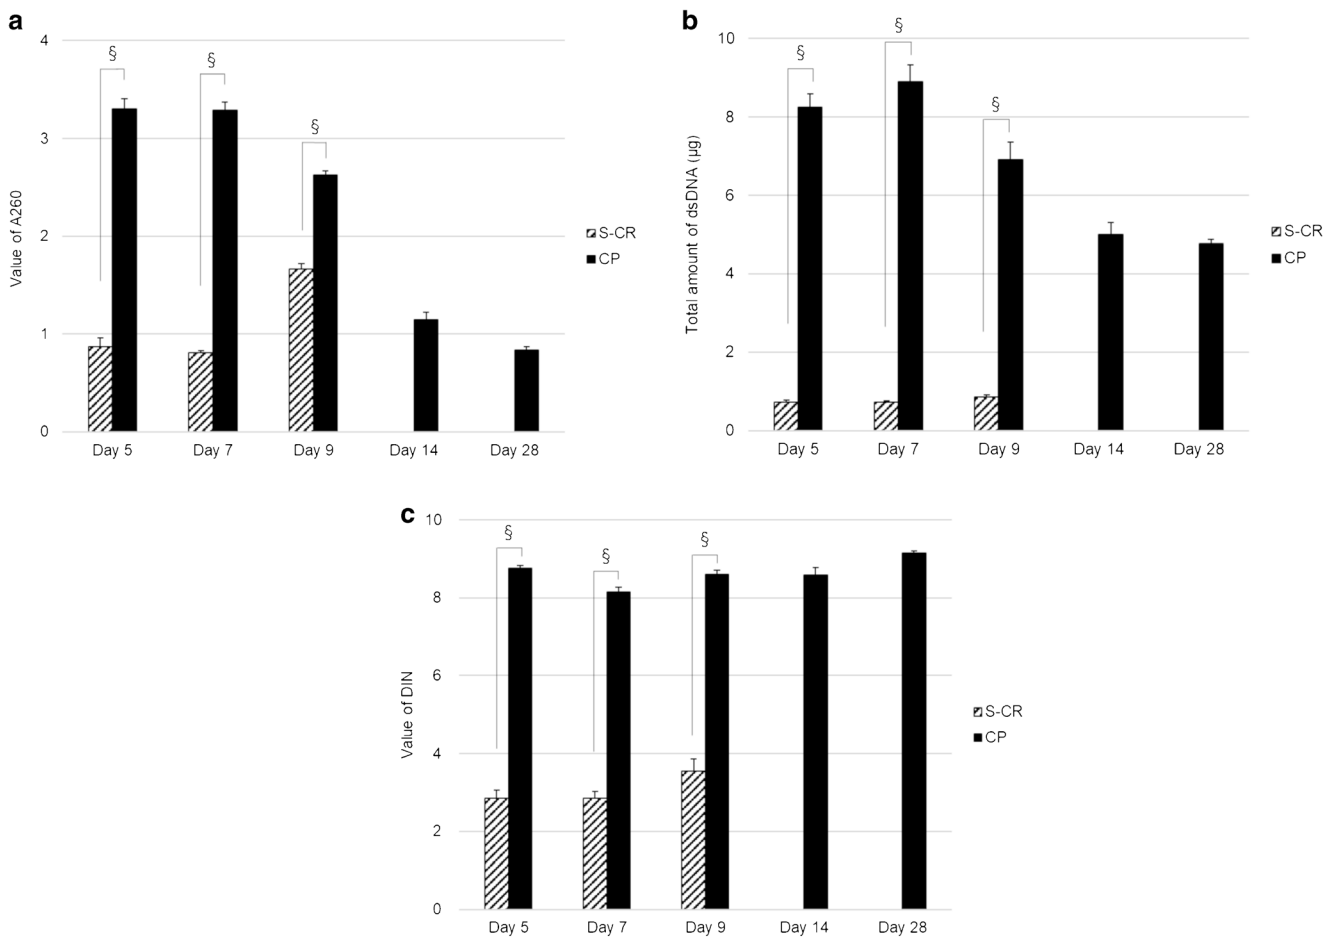 a
4
3
2
1
0
Value of A260
§
§
§
Day 5 Day 7 Day 9 Day 14 Day 28
S-CR
CP
b
10
8
6
4
2
0
Total amount of dsDNA (µg)
§
§
§
Day 5 Day 7 Day 9 Day 14 Day 28
S-CR
CP
c
10
8
6
4
2
0
Value of DIN
§
§
§
Day 5 Day 7 Day 9 Day 14 Day 28
S-CR
CP